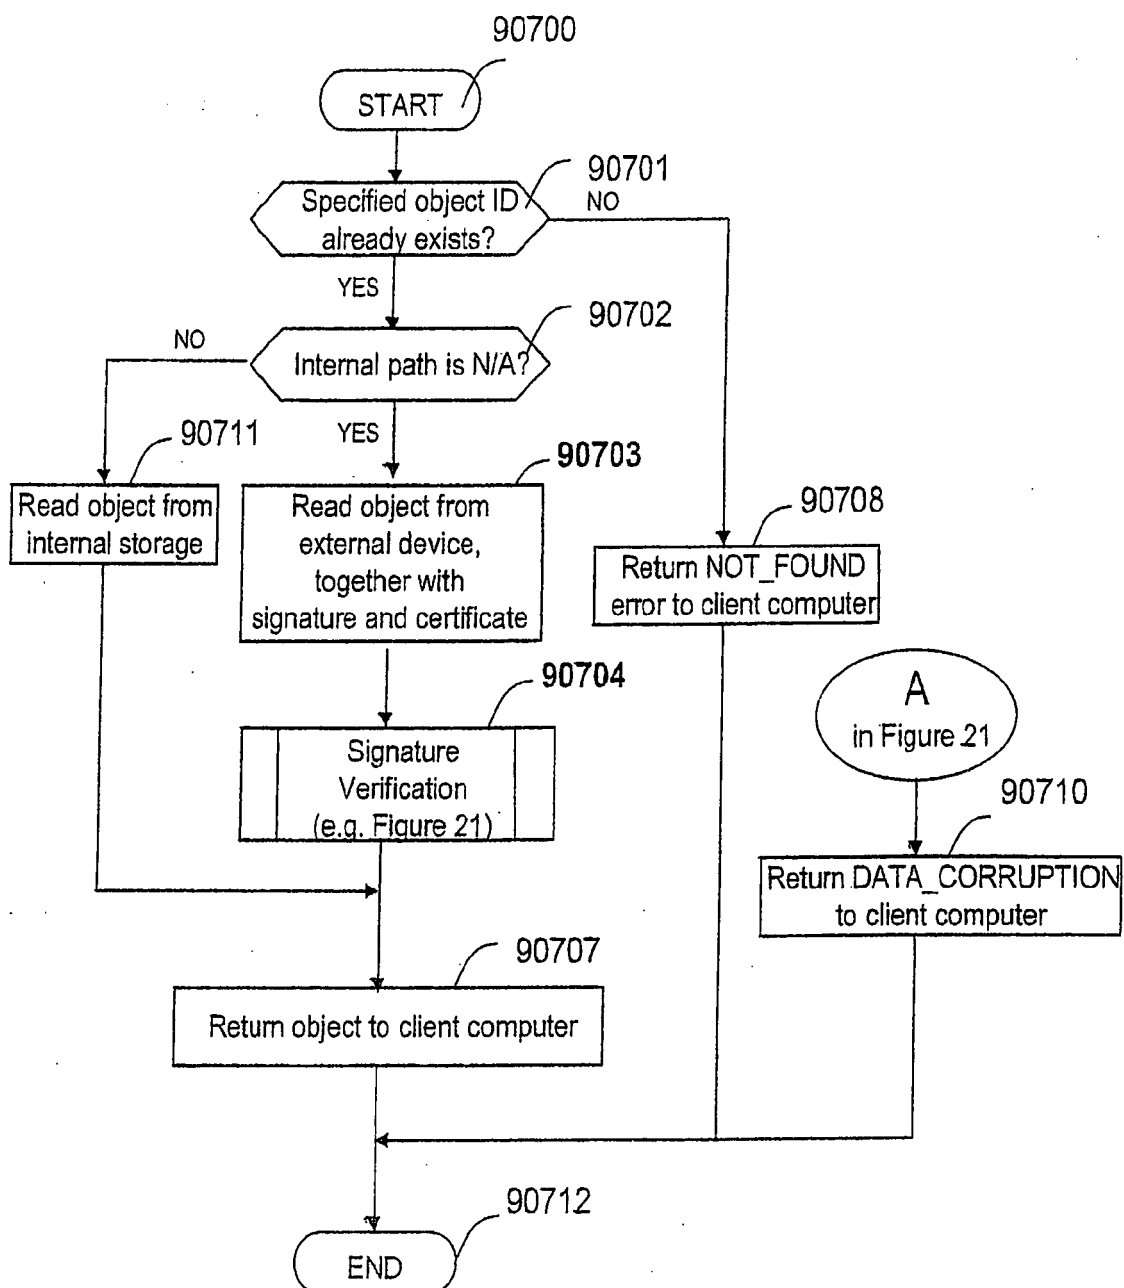 90700
START
90701
Specified object ID
already exists?
NO
YES
90702
NO
Internal path is N/A?
90711
YES
90703
Read object from
internal storage
Read object from
external device,
together with
signature and certificate
90708
Return NOT_FOUND
error to client computer
90704
A
in Figure 21
Signature
Verification
(e.g. Figure 21)
90710
Return DATA_CORRUPTION
to client computer
90707
Return object to client computer
90712
END